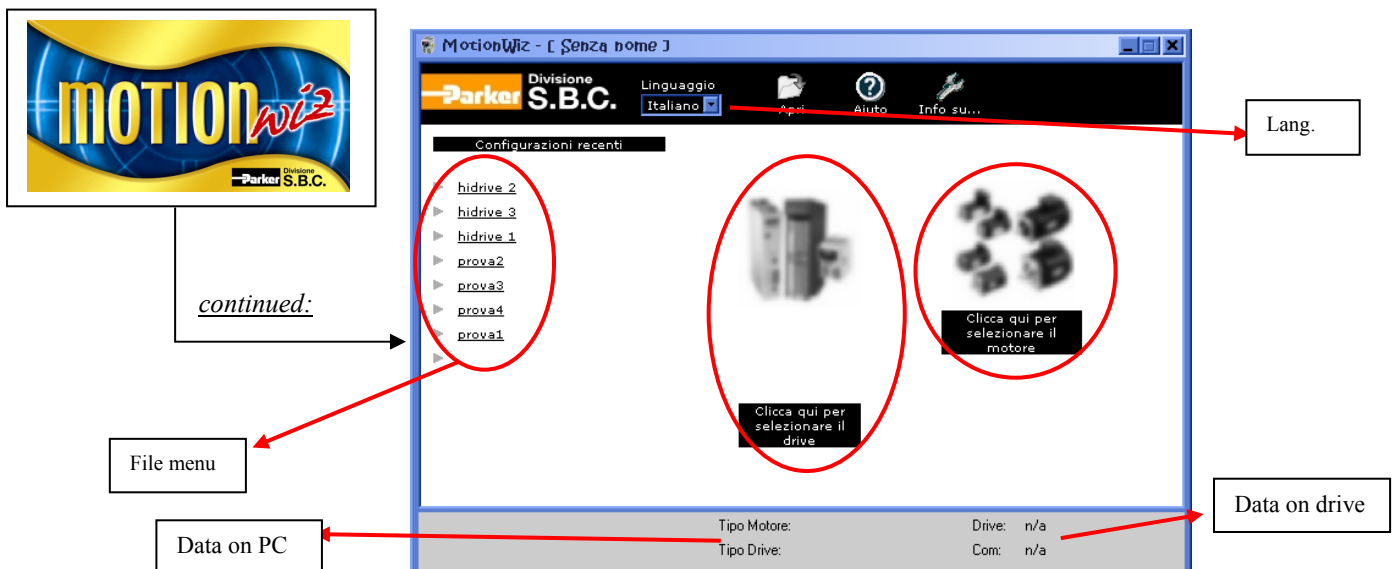 MOTION wiz
Parker Divisione S.B.C.
continued:
File menu
Data on PC
Lang.
Data on drive
MotionWiz - [ Senza nome ]
Parker Divisione S.B.C.
Linguaggio
Italiano
Apri
Aiuto
Info su...
Configurazioni recenti
hidrive 2
hidrive 3
hidrive 1
prova2
prova3
prova4
prova1
Clicca qui per
selezionare il
drive
Clicca qui per
selezionare il
motore
Tipo Motore:
Drive: n/a
Tipo Drive:
Com: n/a